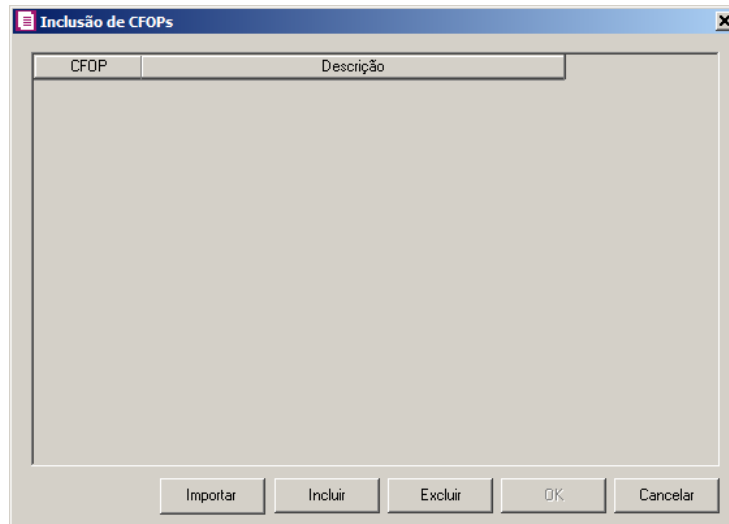 Inclusão de CFOPs
CFOP Descrição
Importar Incluir Excluir OK Cancelar